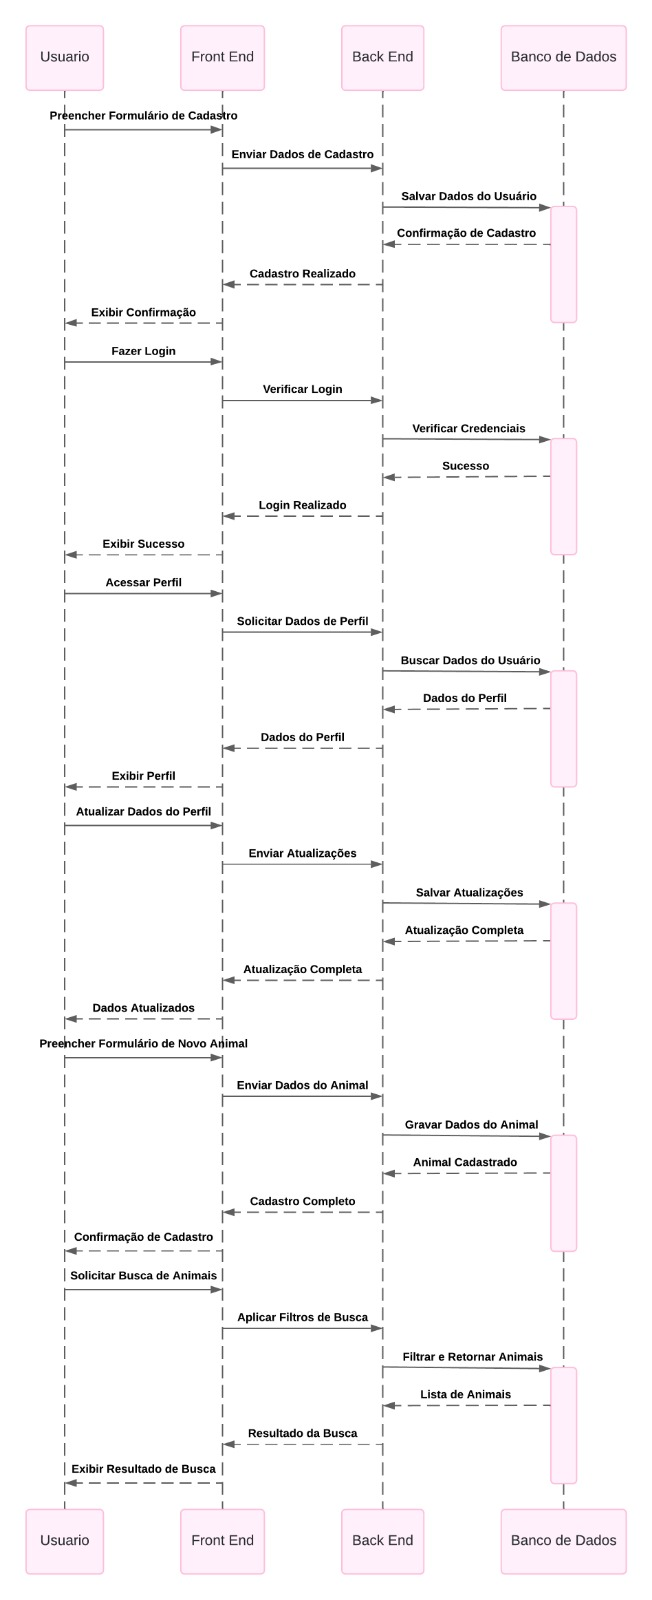 Usuario
Front End
Back End
Banco de Dados
Preencher Formulário de Cadastro
Enviar Dados de Cadastro
Salvar Dados do Usuário
Confirmação de Cadastro
Cadastro Realizado
Exibir Confirmação
Fazer Login
Verificar Login
Verificar Credenciais
Sucesso
Login Realizado
Exibir Sucesso
Acessar Perfil
Solicitar Dados de Perfil
Buscar Dados do Usuário
Dados do Perfil
Dados do Perfil
Exibir Perfil
Atualizar Dados do Perfil
Enviar Atualizações
Salvar Atualizações
Atualização Completa
Atualização Completa
Dados Atualizados
Preencher Formulário de Novo Animal
Enviar Dados do Animal
Gravar Dados do Animal
Animal Cadastrado
Cadastro Completo
Confirmação de Cadastro
Solicitar Busca de Animais
Aplicar Filtros de Busca
Filtrar e Retornar Animais
Lista de Animais
Resultado da Busca
Exibir Resultado de Busca
Usuario
Front End
Back End
Banco de Dados